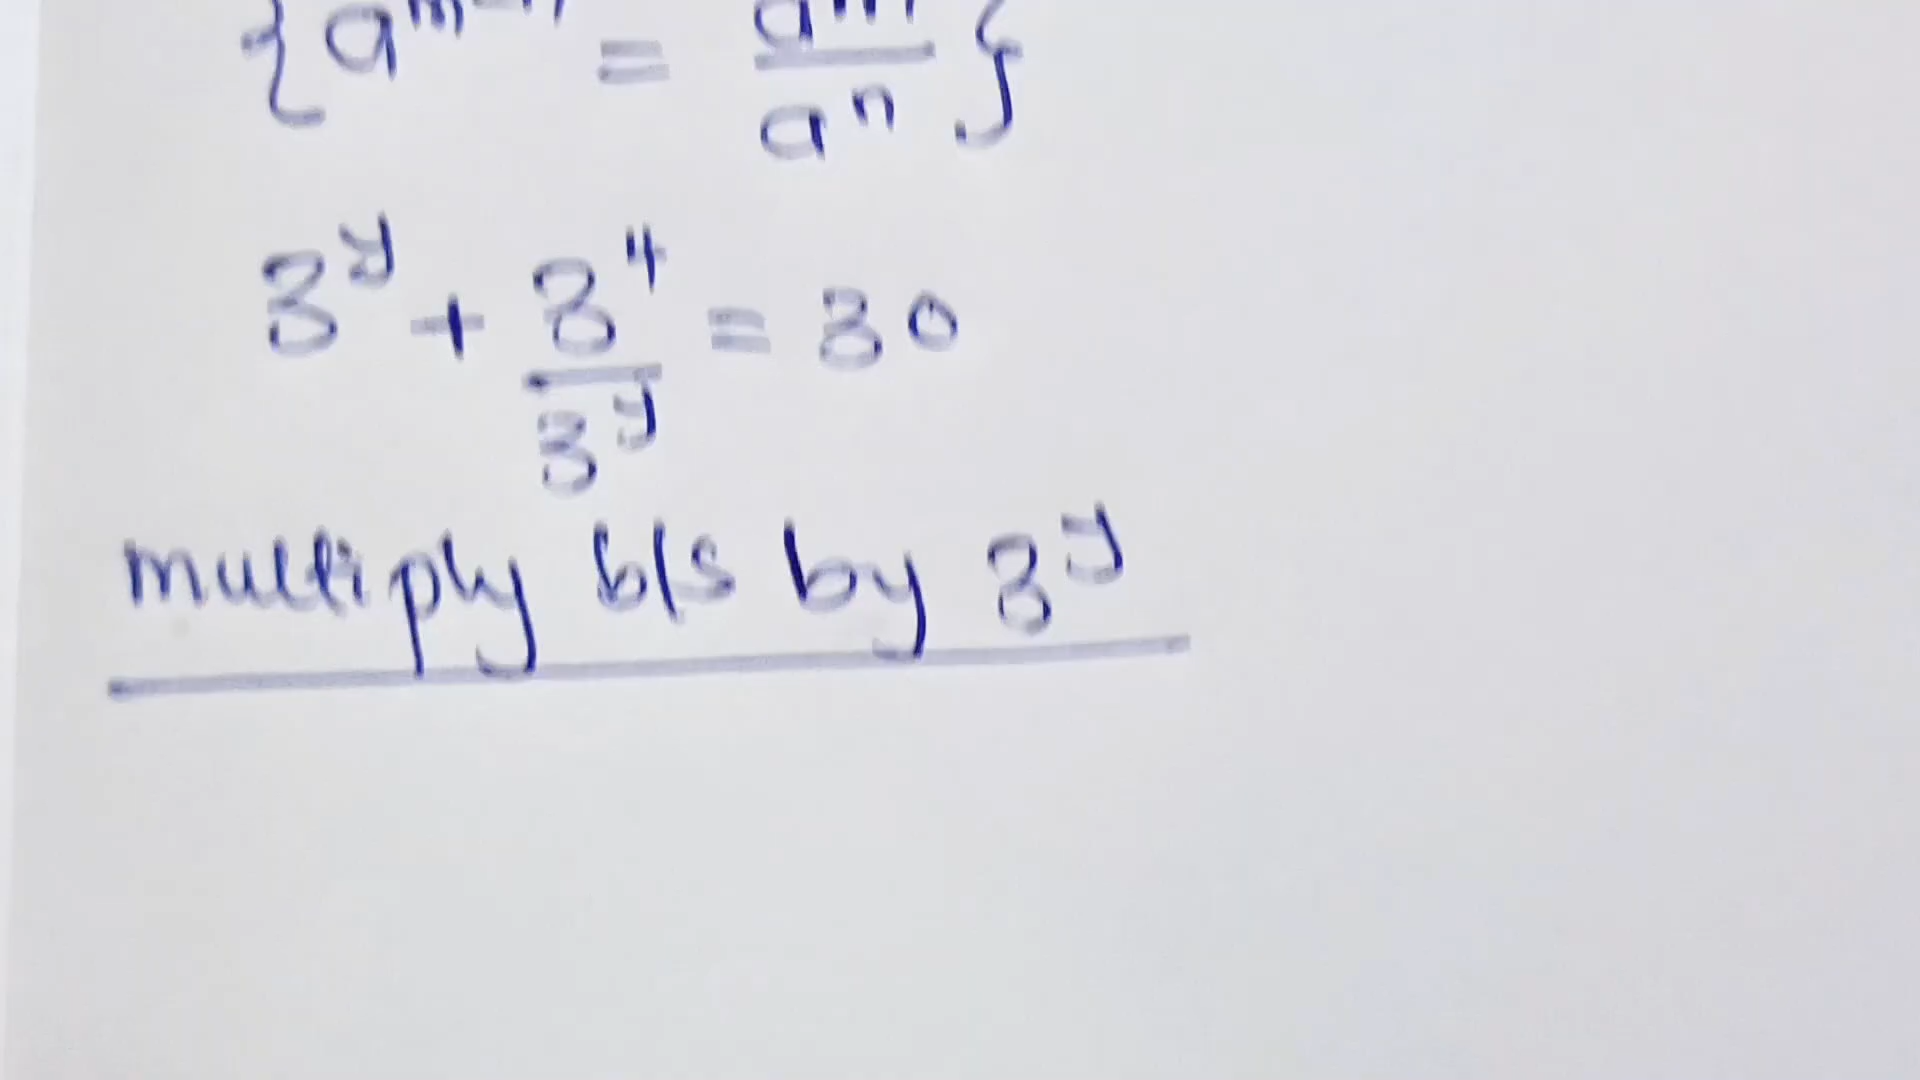 {a^{m-n} = a^m/a^n}
3^y + 3^4/3^y = 30
multiply b/s by 3^y